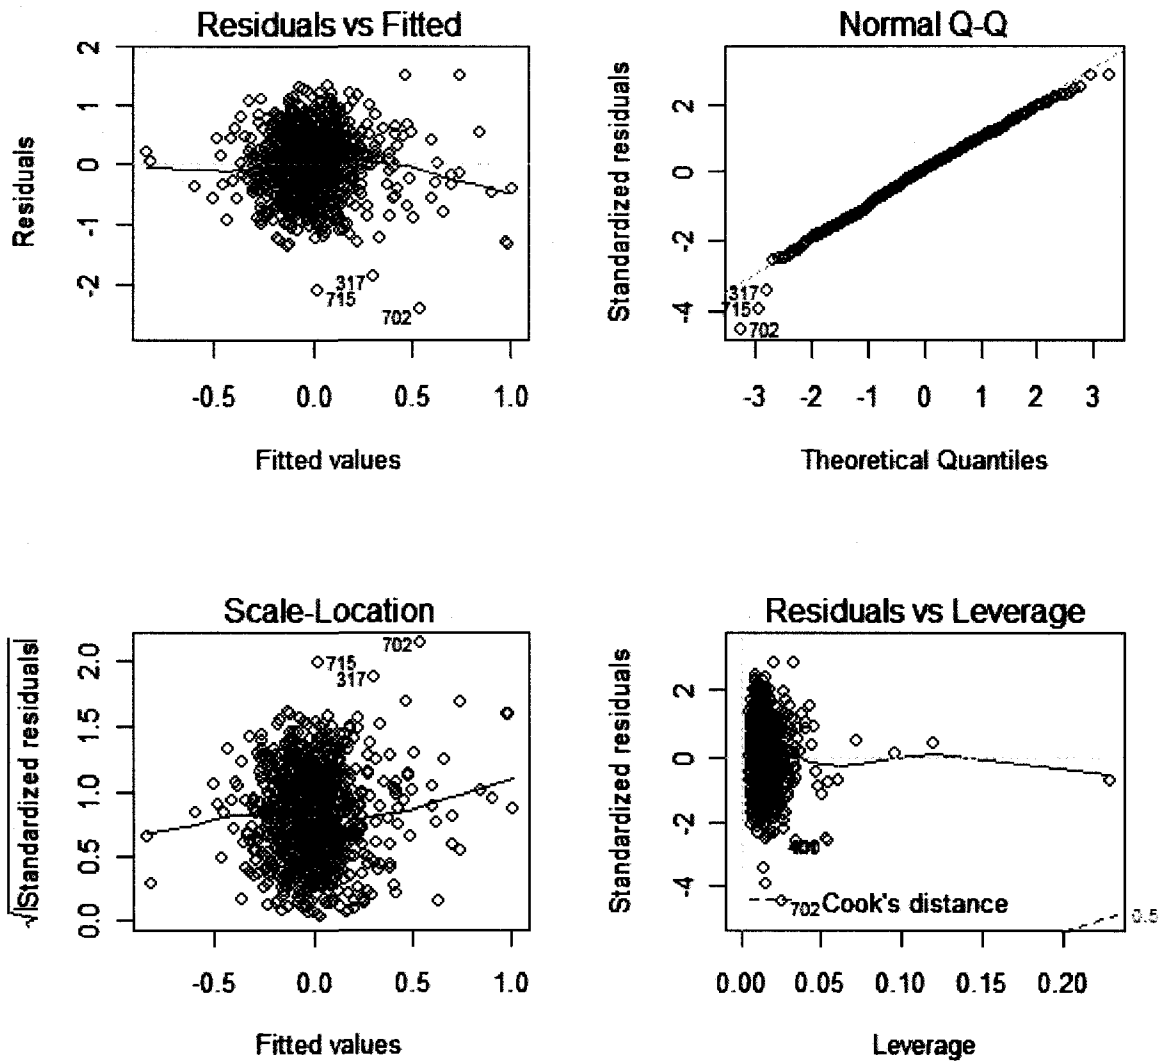 Residuals vs Fitted
Residuals
2
1
0
-1
-2
317
715
702
-0.5 0.0 0.5 1.0
Fitted values
Normal Q-Q
Standardized residuals
2
0
-2
-4
317
715
702
-3 -2 -1 0 1 2 3
Theoretical Quantiles
Scale-Location
√|Standardized residuals|
2.0
1.5
1.0
0.5
0.0
702
715
317
-0.5 0.0 0.5 1.0
Fitted values
Residuals vs Leverage
Standardized residuals
2
0
-2
-4
702 Cook's distance
0.5
0.00 0.05 0.10 0.15 0.20
Leverage